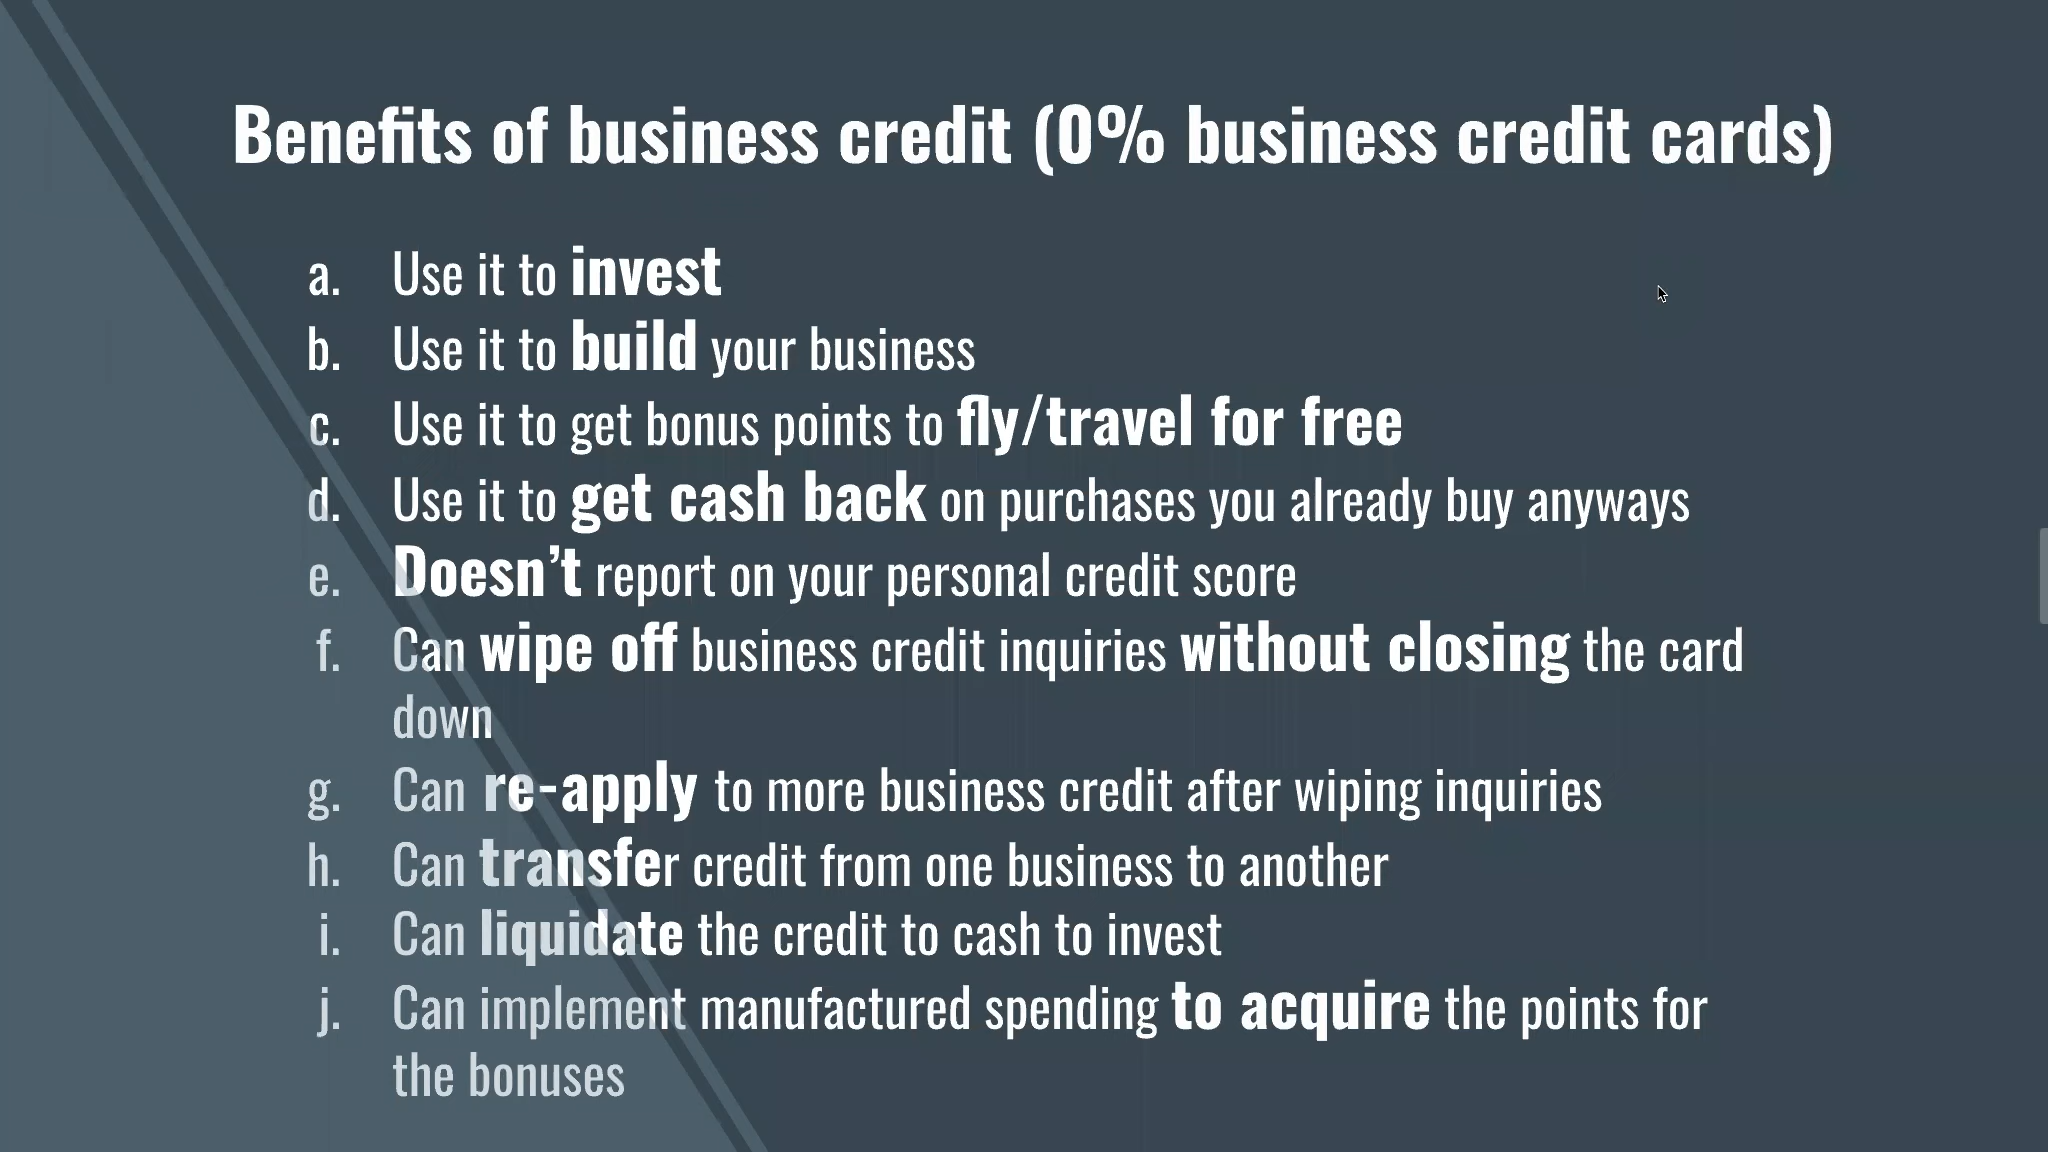 Benefits of business credit (0% business credit cards)
a. Use it to invest
b. Use it to build your business
c. Use it to get bonus points to fly/travel for free
d. Use it to get cash back on purchases you already buy anyways
e. Doesn’t report on your personal credit score
f. Can wipe off business credit inquiries without closing the card
down
g. Can re-apply to more business credit after wiping inquiries
h. Can transfer credit from one business to another
i. Can liquidate the credit to cash to invest
j. Can implement manufactured spending to acquire the points for
the bonuses